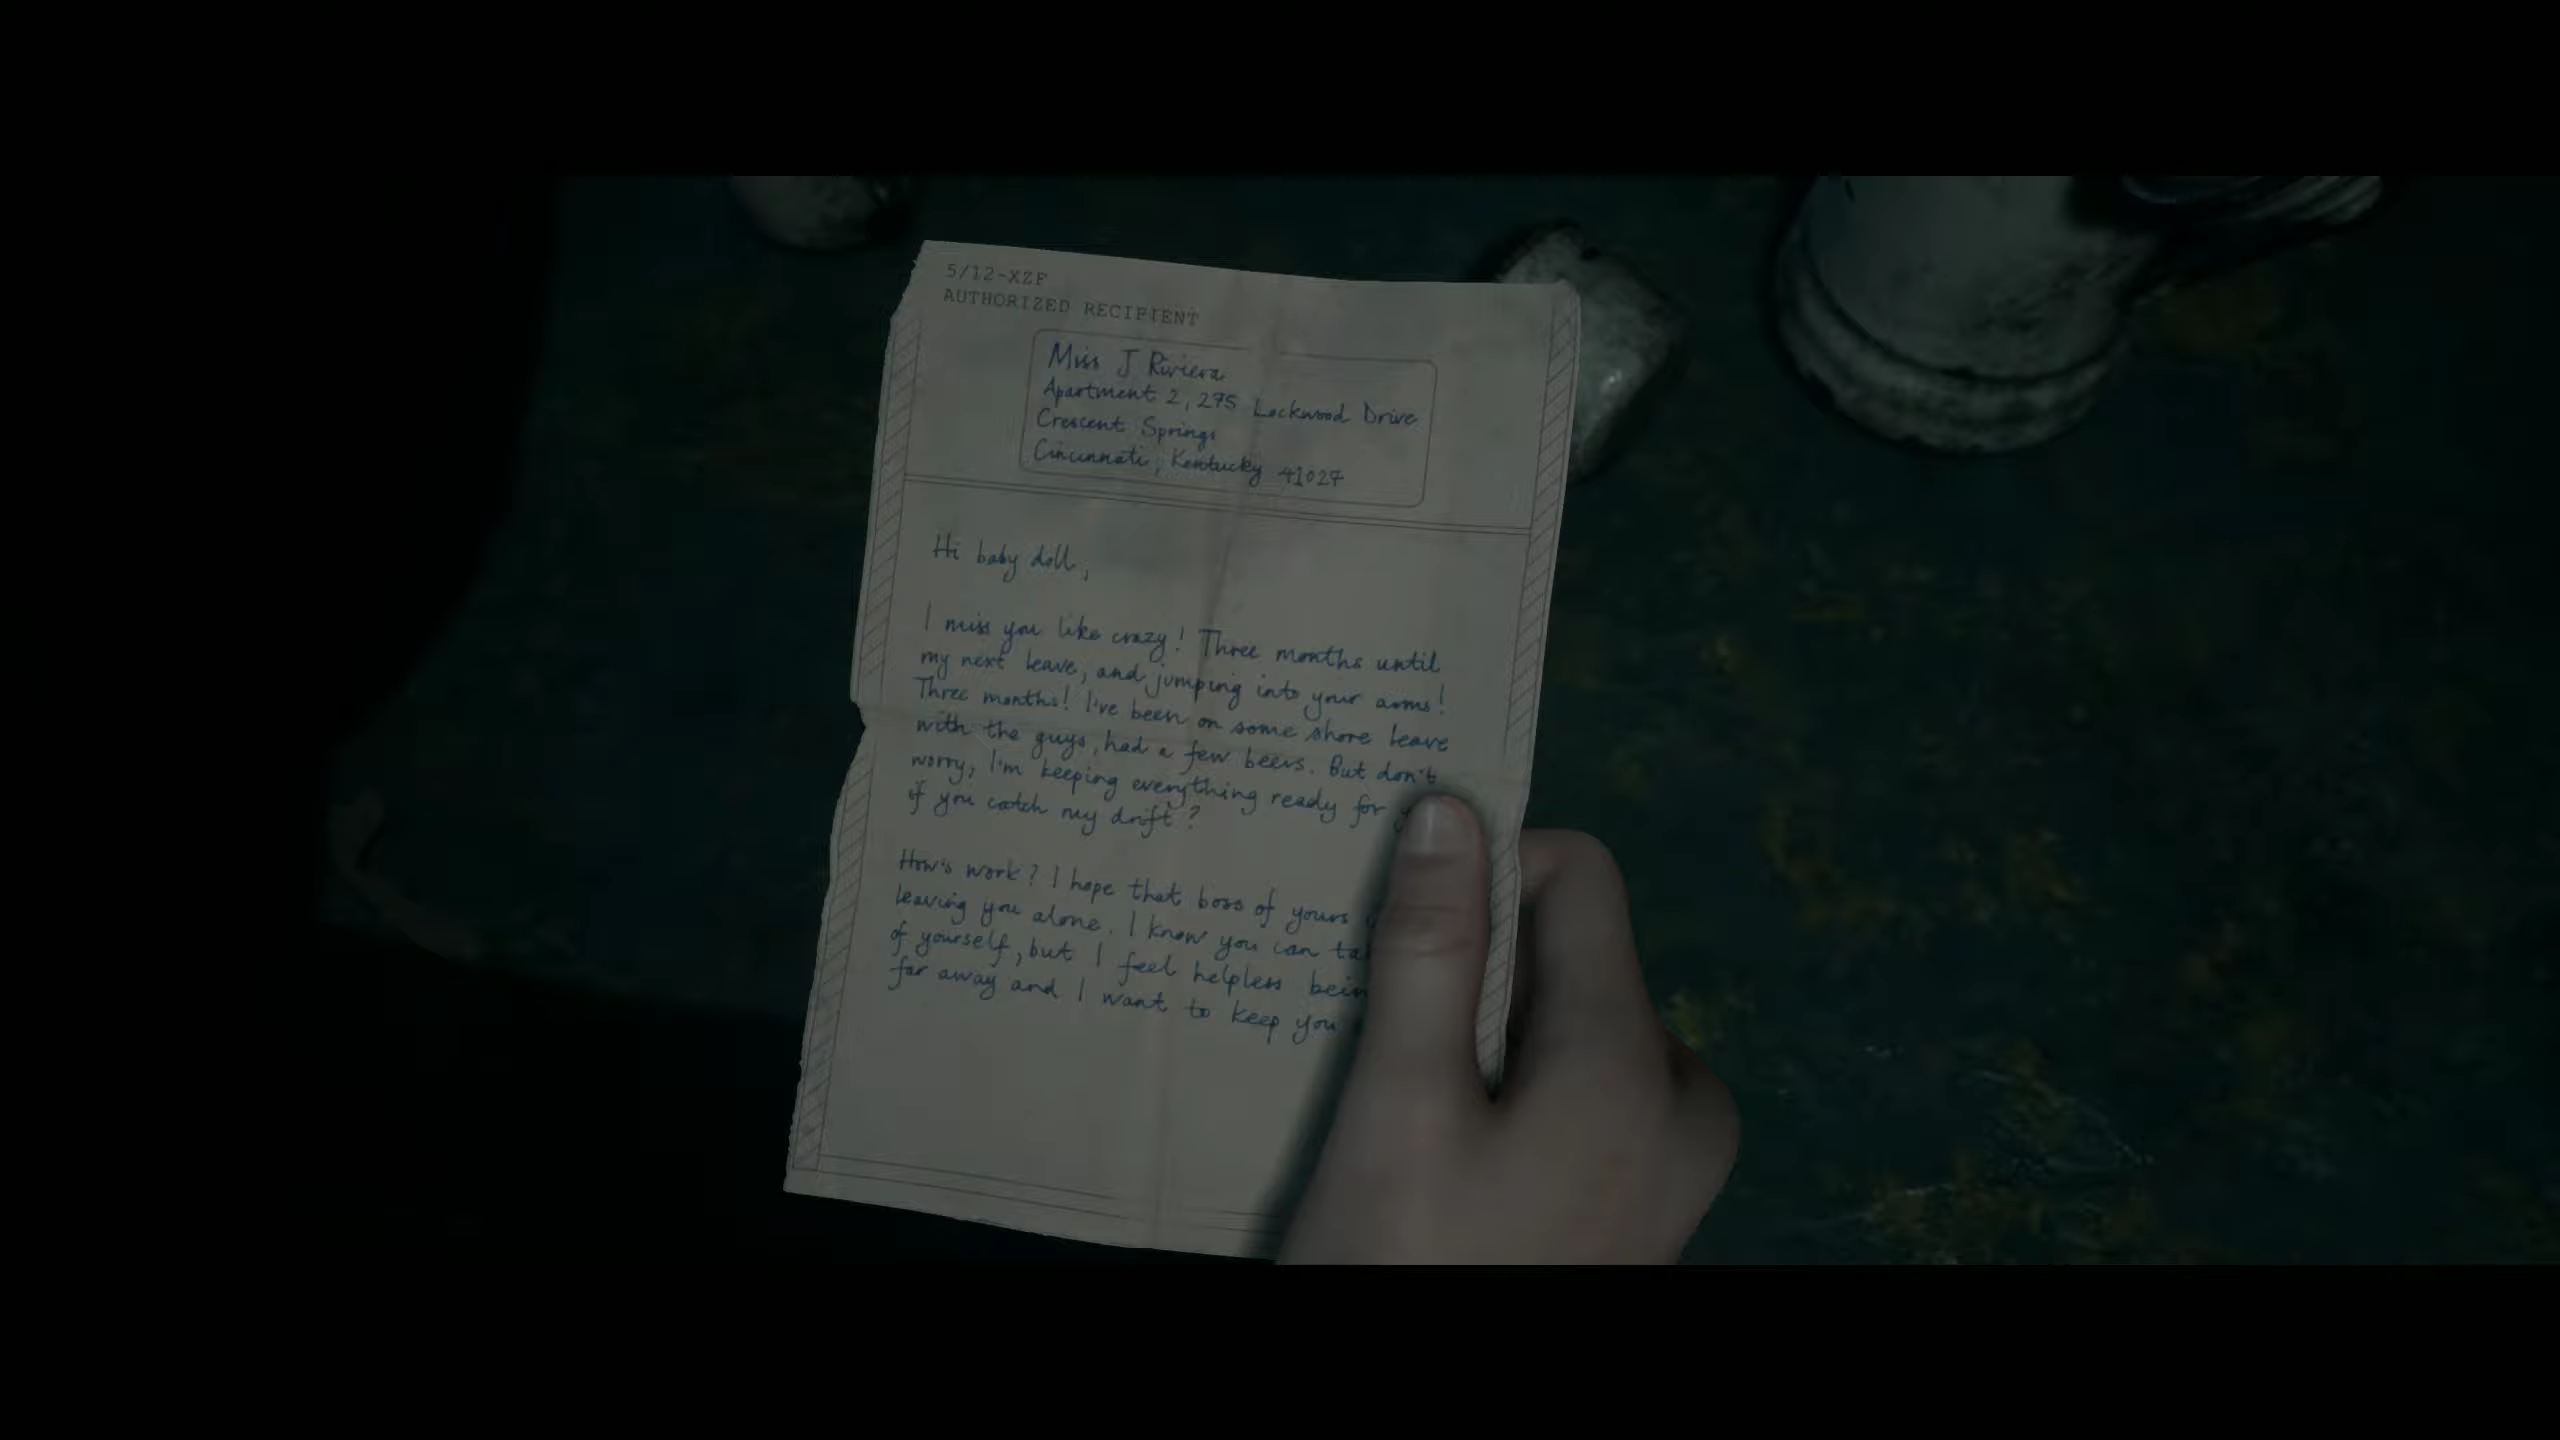 5/12-XZF
AUTHORIZED RECIPIENT
Miss J Riviera
Apartment 2, 275 Lockwood Drive
Crescent Springs
Cincinnati, Kentucky 41027
Hi baby doll,
I miss you like crazy! Three months until
my next leave, and jumping into your arms!
Three months! I've been on some shore leave
with the guys, had a few beers. But don't
worry, I'm keeping everything ready for
if you catch my drift?
How's work? I hope that boss of yours
leaving you alone. I know you can
of yourself, but I feel helpless
far away and I want to keep you